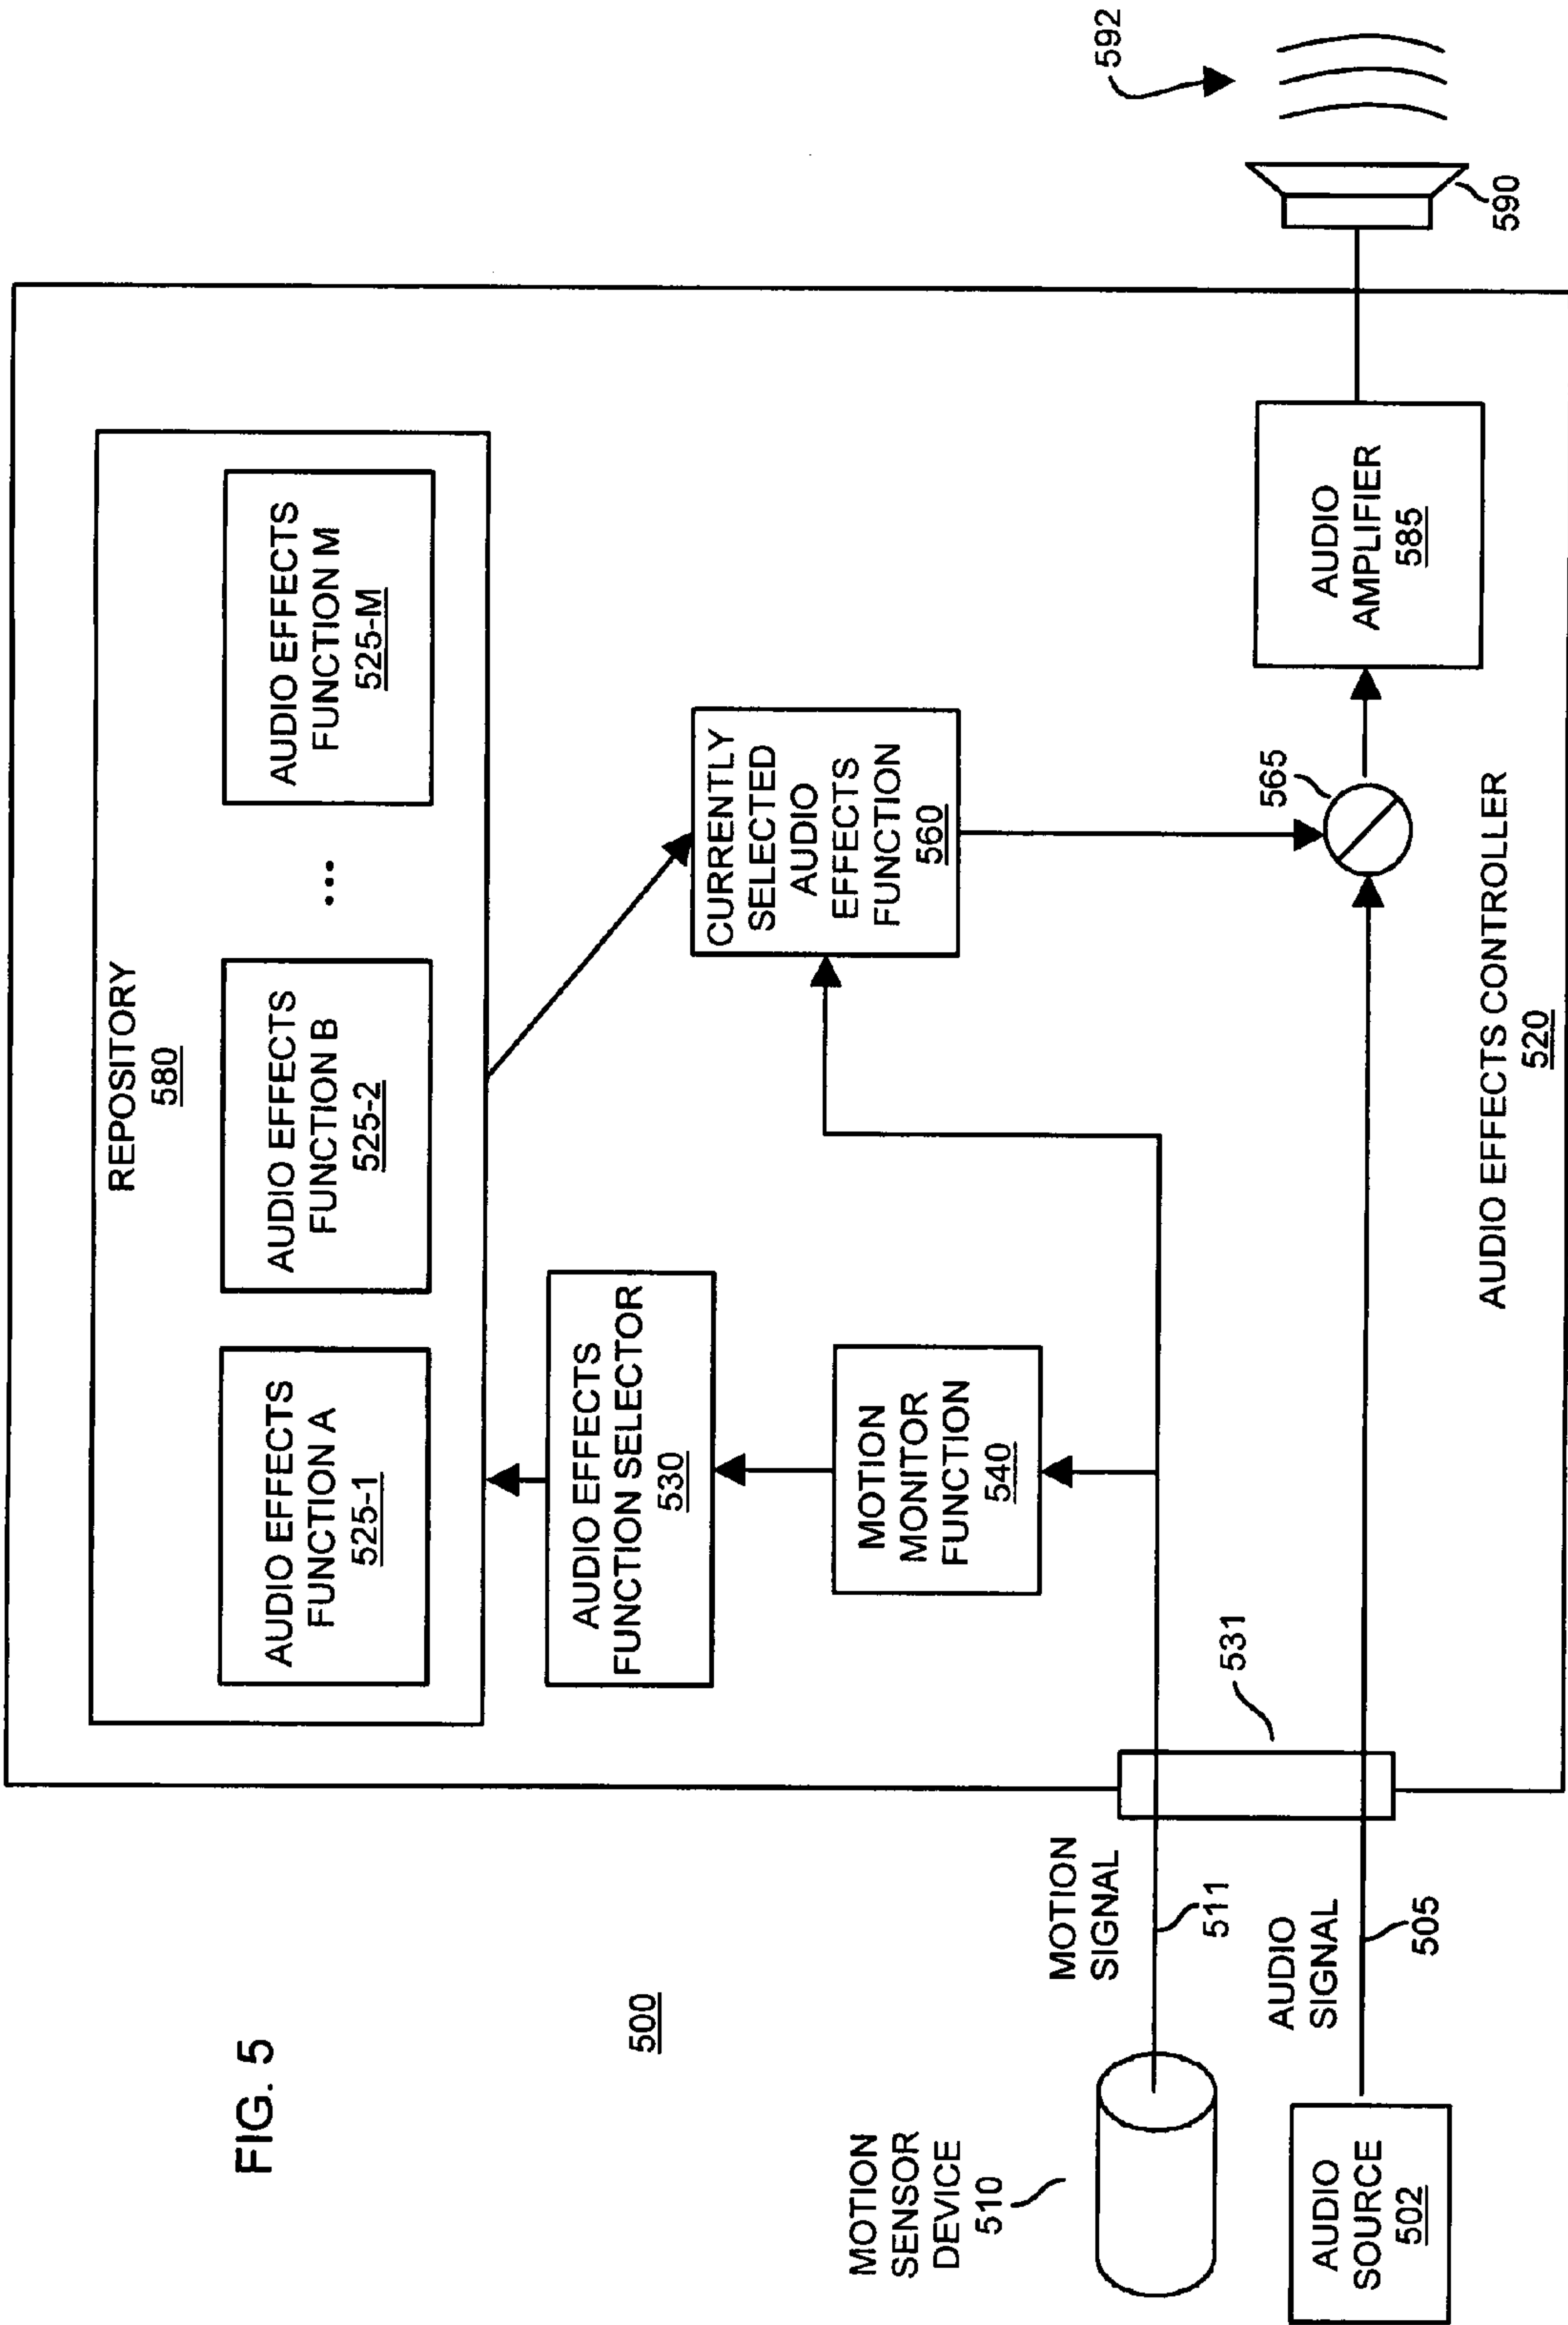 FIG. 5
500
REPOSITORY
580
AUDIO EFFECTS
FUNCTION A
525-1
AUDIO EFFECTS
FUNCTION B
525-2
...
AUDIO EFFECTS
FUNCTION M
525-M
AUDIO EFFECTS
FUNCTION SELECTOR
530
MOTION
MONITOR
FUNCTION
540
CURRENTLY
SELECTED
AUDIO
EFFECTS
FUNCTION
560
MOTION
SENSOR
DEVICE
510
MOTION
SIGNAL
511
531
AUDIO
SOURCE
502
AUDIO
SIGNAL
505
565
AUDIO
AMPLIFIER
585
590
592
AUDIO EFFECTS CONTROLLER
520